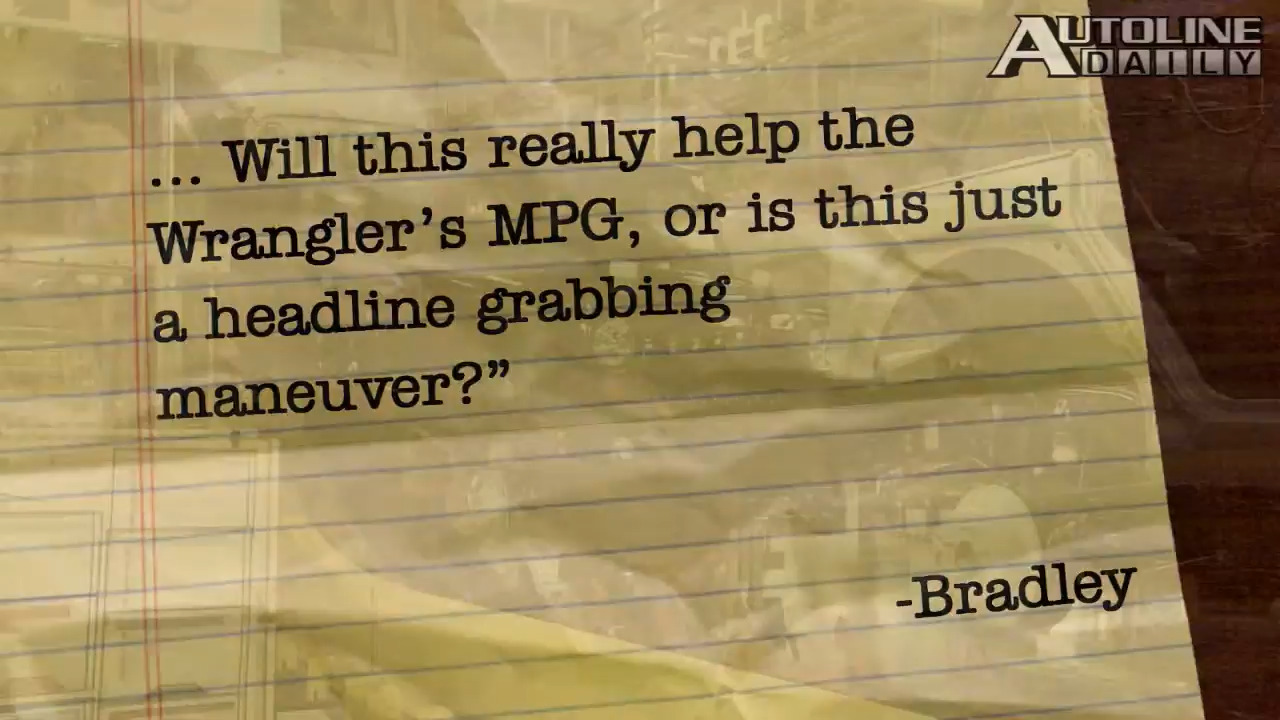 AUTOLINE
DAILY
... Will this really help the
Wrangler's MPG, or is this just
a headline grabbing
maneuver?”
-Bradley